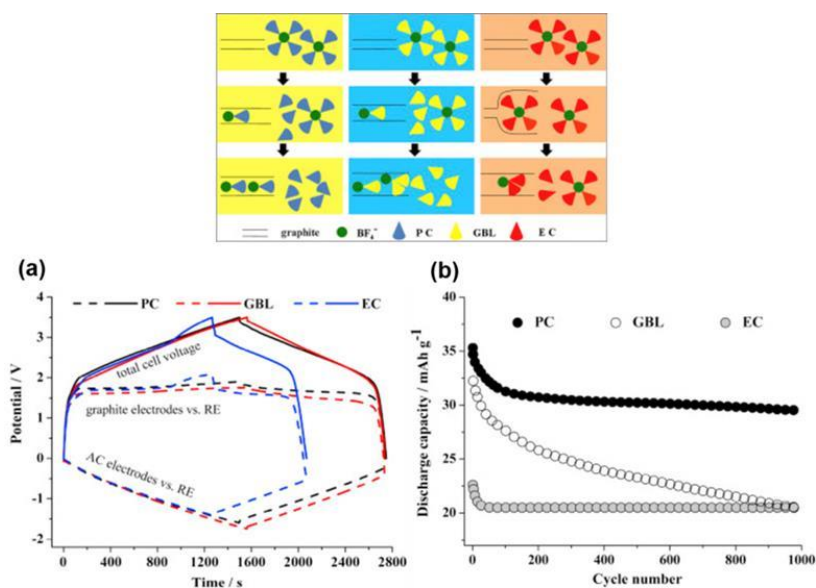 graphite BF₄⁻ P C GBL E C
(a)
PC GBL EC
total cell voltage
graphite electrodes vs. RE
AC electrodes vs. RE
Potential / V
4
3
2
1
0
-1
-2
0 400 800 1200 1600 2000 2400 2800
Time / s
(b)
PC GBL EC
Discharge capacity / mAh g⁻¹
40
35
30
25
20
0 200 400 600 800 1000
Cycle number